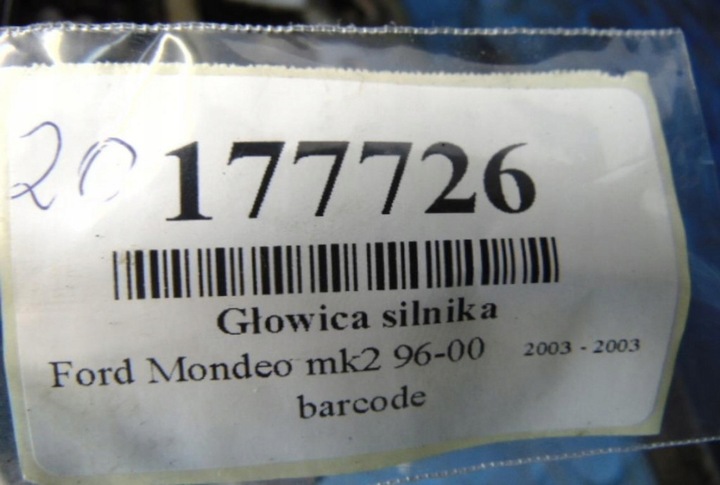 20 177726
Głowica silnika
Ford Mondeo mk2 96-00 2003 - 2003
barcode